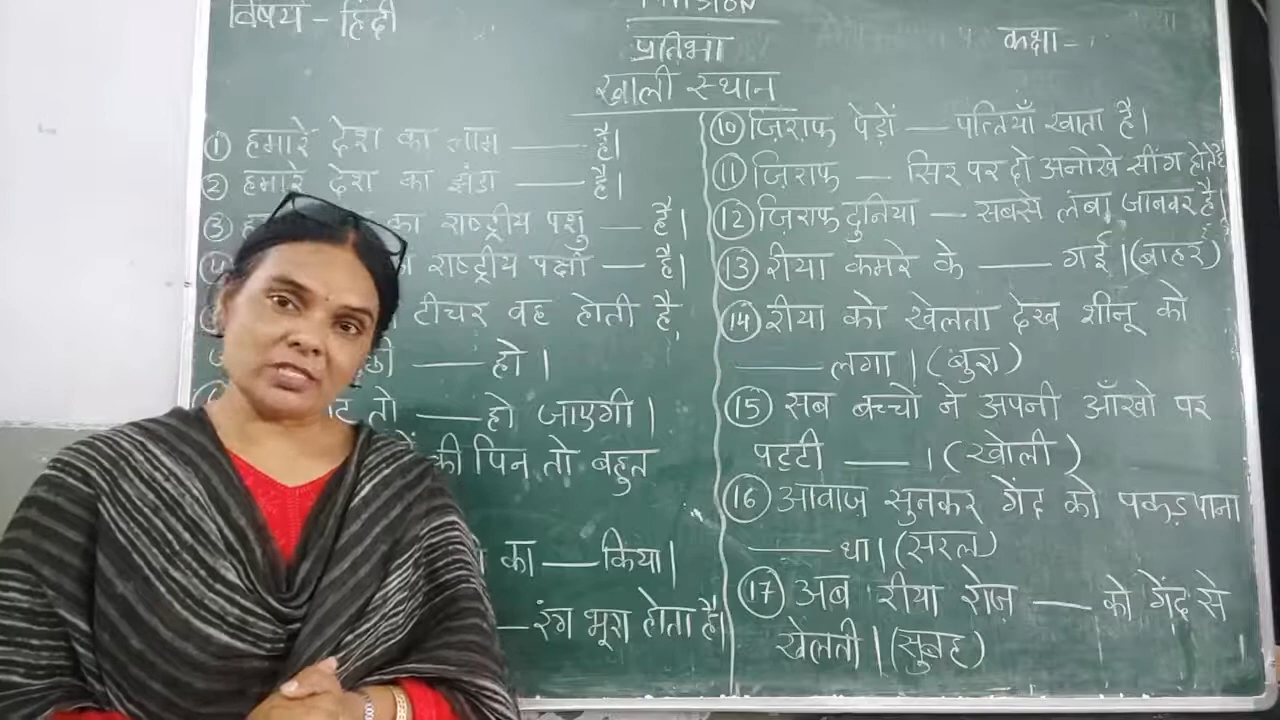 विषय - हिंदी
प्रतिभा
कक्षा -
खाली स्थान
① हमारे देश का नाम —— है।
② हमारे देश का झंडा —— है।
③ का राष्ट्रीय पशु — है।
राष्ट्रीय पक्षी — है।
टीचर वह होती है,
—— हो ।
तो —— हो जाएगी ।
की पिन तो बहुत
का —— किया।
— रंग भूरा होता है।
⑩ ज़िराफ़ पेड़ों — पत्तियाँ खाता है।
⑪ ज़िराफ़ — सिर पर दो अनोखे सींग होते हैं
⑫ ज़िराफ़ दुनिया — सबसे लंबा जानवर है।
⑬ रीया कमरे के —— गई ।(बाहर)
⑭ रीया को खेलता देख शीनू को
—— लगा । (बुरा)
⑮ सब बच्चो ने अपनी आँखो पर
पट्टी —— । (खोली)
⑯ आवाज़ सुनकर गेंद को पकड़ पाना
—— था। (सरल)
⑰ अब रीया रोज़ —— को गेंद से
खेलती । (सुबह)